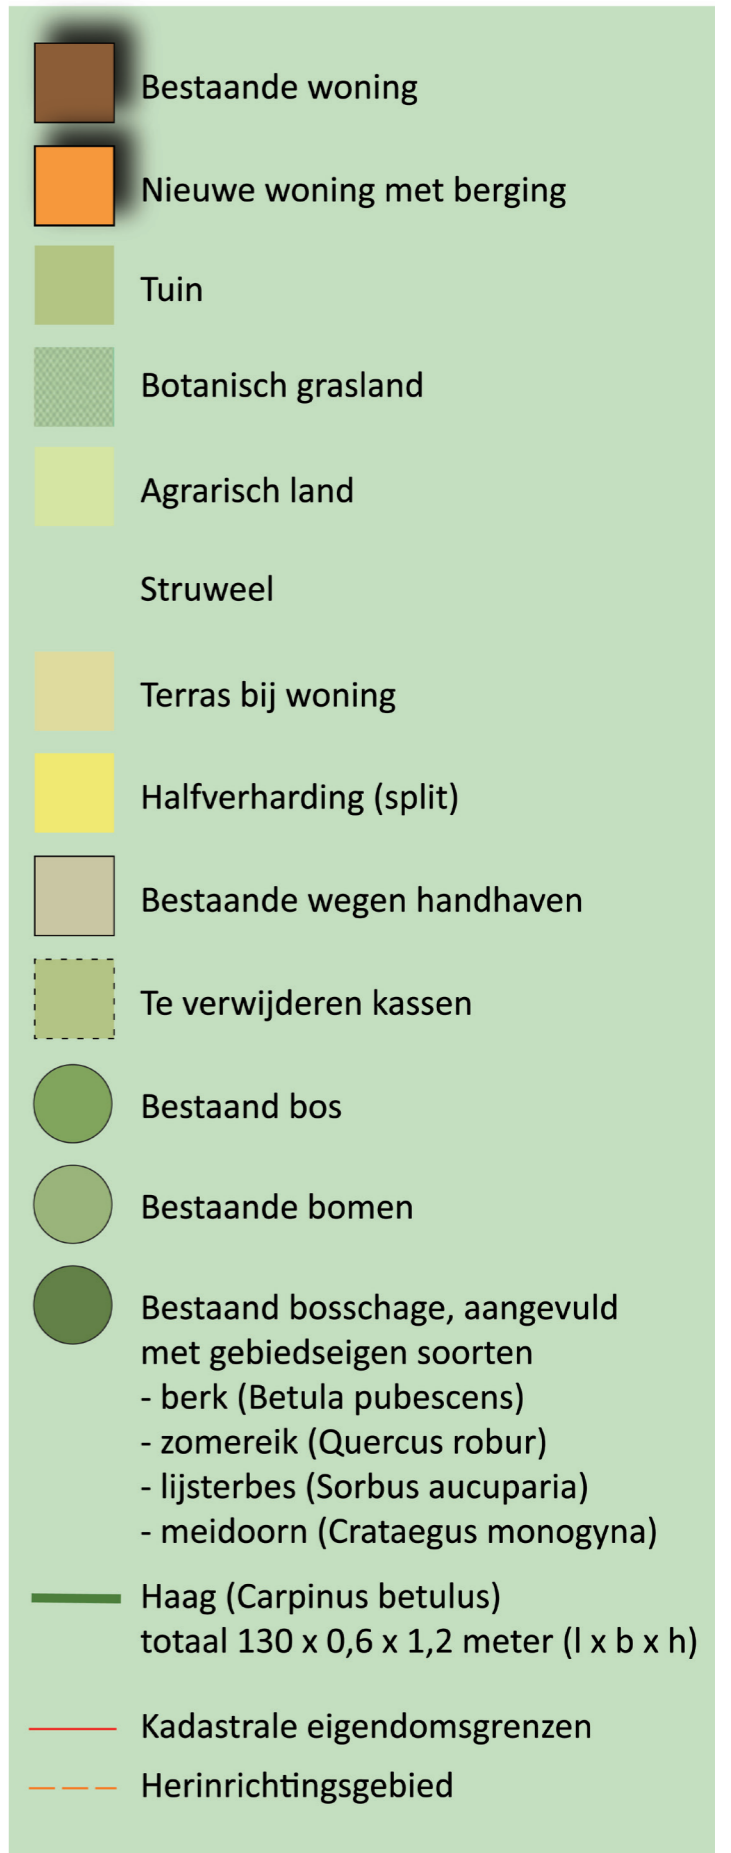 Bestaande woning
Nieuwe woning met berging
Tuin
Botanisch grasland
Agrarisch land
Struweel
Terras bij woning
Halfverharding (split)
Bestaande wegen handhaven
Te verwijderen kassen
Bestaand bos
Bestaande bomen
Bestaand bosschage, aangevuld
met gebiedseigen soorten
- berk (Betula pubescens)
- zomereik (Quercus robur)
- lijsterbes (Sorbus aucuparia)
- meidoorn (Crataegus monogyna)
Haag (Carpinus betulus)
totaal 130 x 0,6 x 1,2 meter (l x b x h)
Kadastrale eigendomsgrenzen
Herinrichtingsgebied